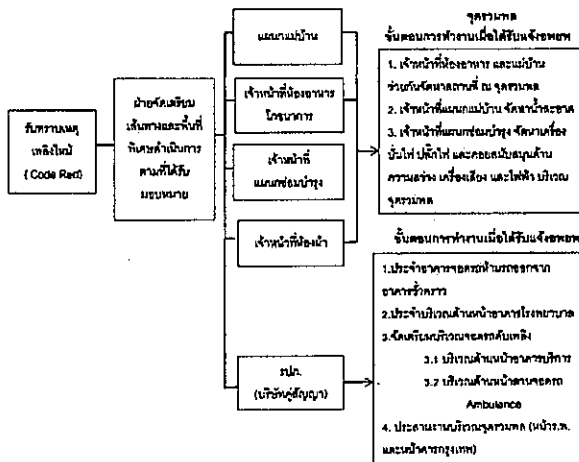 รับทราบเหตุ
เพลิงไหม้
( Code Red)
ฝ่ายจัดเตรียม
เส้นทางและพื้นที่
พิเศษดำเนินการ
ตามที่ได้รับ
มอบหมาย
แผนกแม่บ้าน
เจ้าหน้าที่ห้องอาหาร
โภชนาการ
เจ้าหน้าที่
แผนกซ่อมบำรุง
เจ้าหน้าที่ห้องผ้า
รปภ.
(บริษัทคู่สัญญา)
จุดรวมพล
ขั้นตอนการทำงานเมื่อได้รับแจ้งอพยพ
1. เจ้าหน้าที่ห้องอาหาร และแม่บ้าน
ช่วยกันจัดหาสถานที่ ณ จุดรวมพล
2. เจ้าหน้าที่แผนกแม่บ้าน จัดหาน้ำสะอาด
3. เจ้าหน้าที่แผนกซ่อมบำรุง จัดหาเครื่อง
ปั่นไฟ ปลั๊กไฟ และคอยสนับสนุนด้าน
ความสว่าง เครื่องเสียง และไฟฟ้า บริเวณ
จุดรวมพล
ขั้นตอนการทำงานเมื่อได้รับแจ้งอพยพ
1.ประจำอาคารจอดรถห้ามรถออกจาก
อาคารชั่วคราว
2.ประจำบริเวณด้านหน้าอาคารโรงพยาบาล
3.จัดเตรียมบริเวณจอดรถดับเพลิง
3.1 บริเวณด้านหน้าอาคารบริการ
3.2 บริเวณด้านหน้าลานจอดรถ
Ambulance
4. ประสานงานบริเวณจุดรวมพล (หน้าร.พ.
และหน้าคารกรุงเทพ)